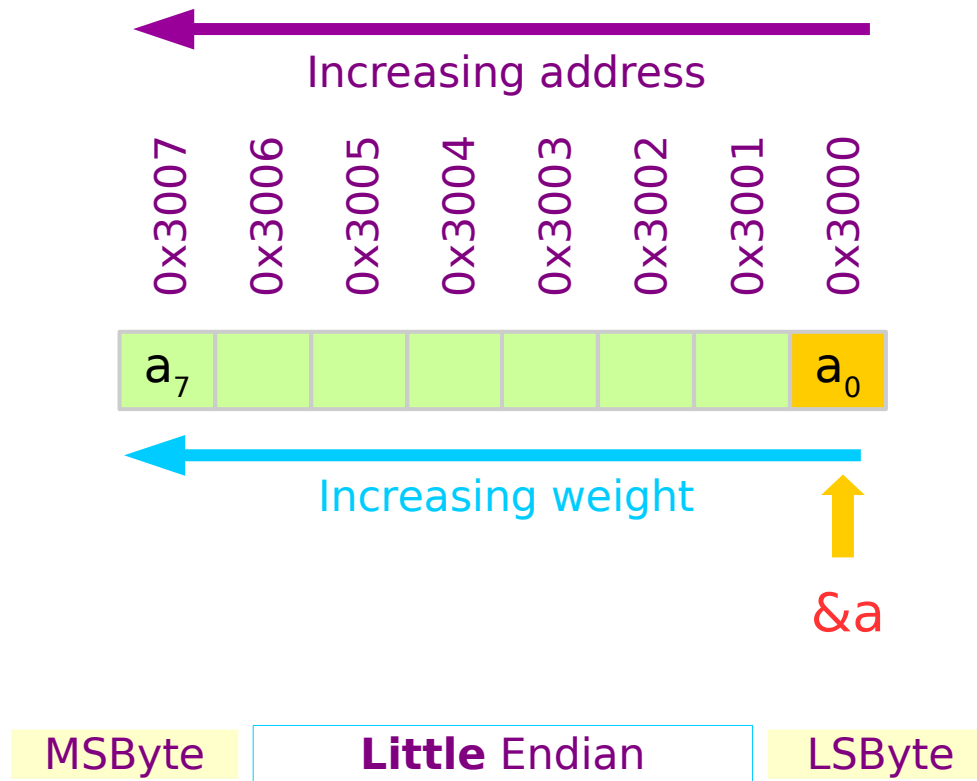 Increasing address
0x3007 0x3006 0x3005 0x3004 0x3003 0x3002 0x3001 0x3000
a₇ a₀
Increasing weight
&a
MSByte Little Endian LSByte